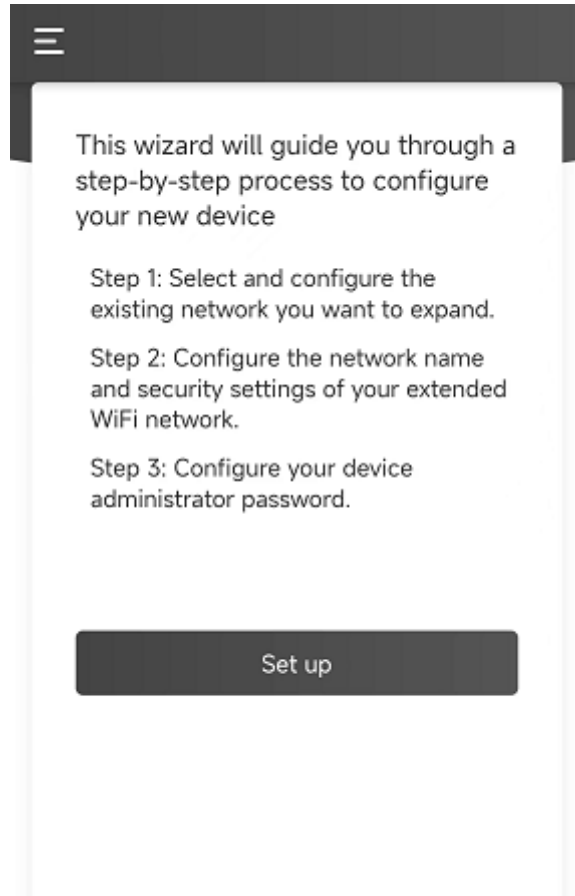 This wizard will guide you through a
step-by-step process to configure
your new device
Step 1: Select and configure the
existing network you want to expand.
Step 2: Configure the network name
and security settings of your extended
WiFi network.
Step 3: Configure your device
administrator password.
Set up